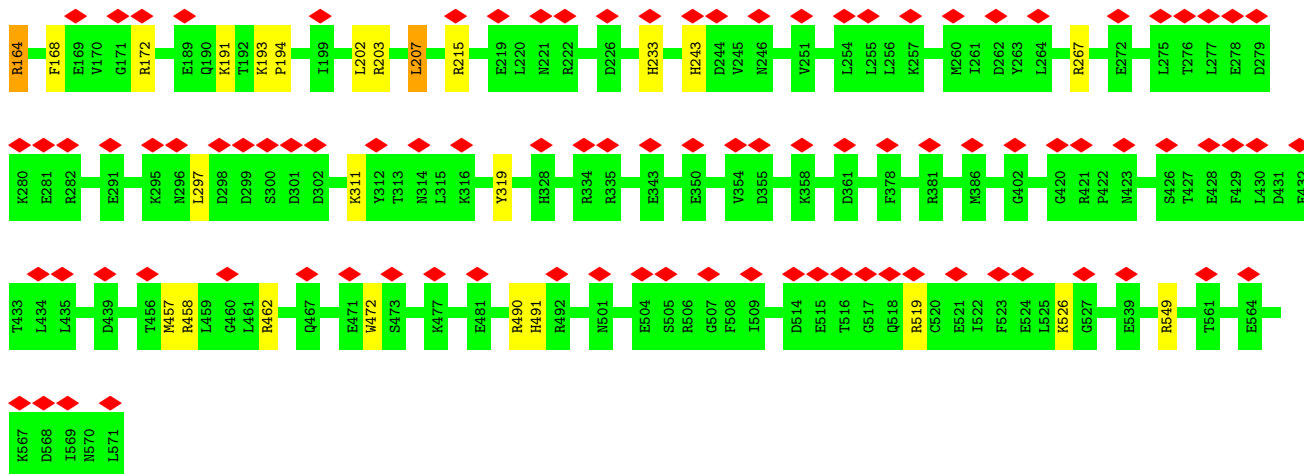 R164 F168 E169 V170 G171 R172 E189 Q190 K191 T192 K193 P194 I199 L202 R203 L207 R215 E219 L220 N221 R222 D226 H233 H243 D244 V245 N246 V251 L254 L255 L256 K257 M260 I261 D262 Y263 L264 R267 E272 L275 T276 L277 E278 D279
K280 E281 R282 E291 K295 N296 L297 D298 D299 S300 D301 D302 K311 Y312 T313 N314 L315 K316 Y319 H328 R334 R335 E343 E350 V354 D355 K358 D361 F378 R381 M386 G402 G420 R421 P422 N423 S426 T427 E428 F429 L430 D431 E432
T433 L434 L435 D439 T456 M457 R458 L459 G460 L461 R462 Q467 E471 W472 S473 K477 E481 R490 H491 R492 N501 E504 S505 R506 G507 F508 I509 D514 E515 T516 G517 Q518 R519 C520 E521 I522 F523 E524 L525 K526 G527 E539 R549 T561 E564
K567 D568 I569 N570 L571